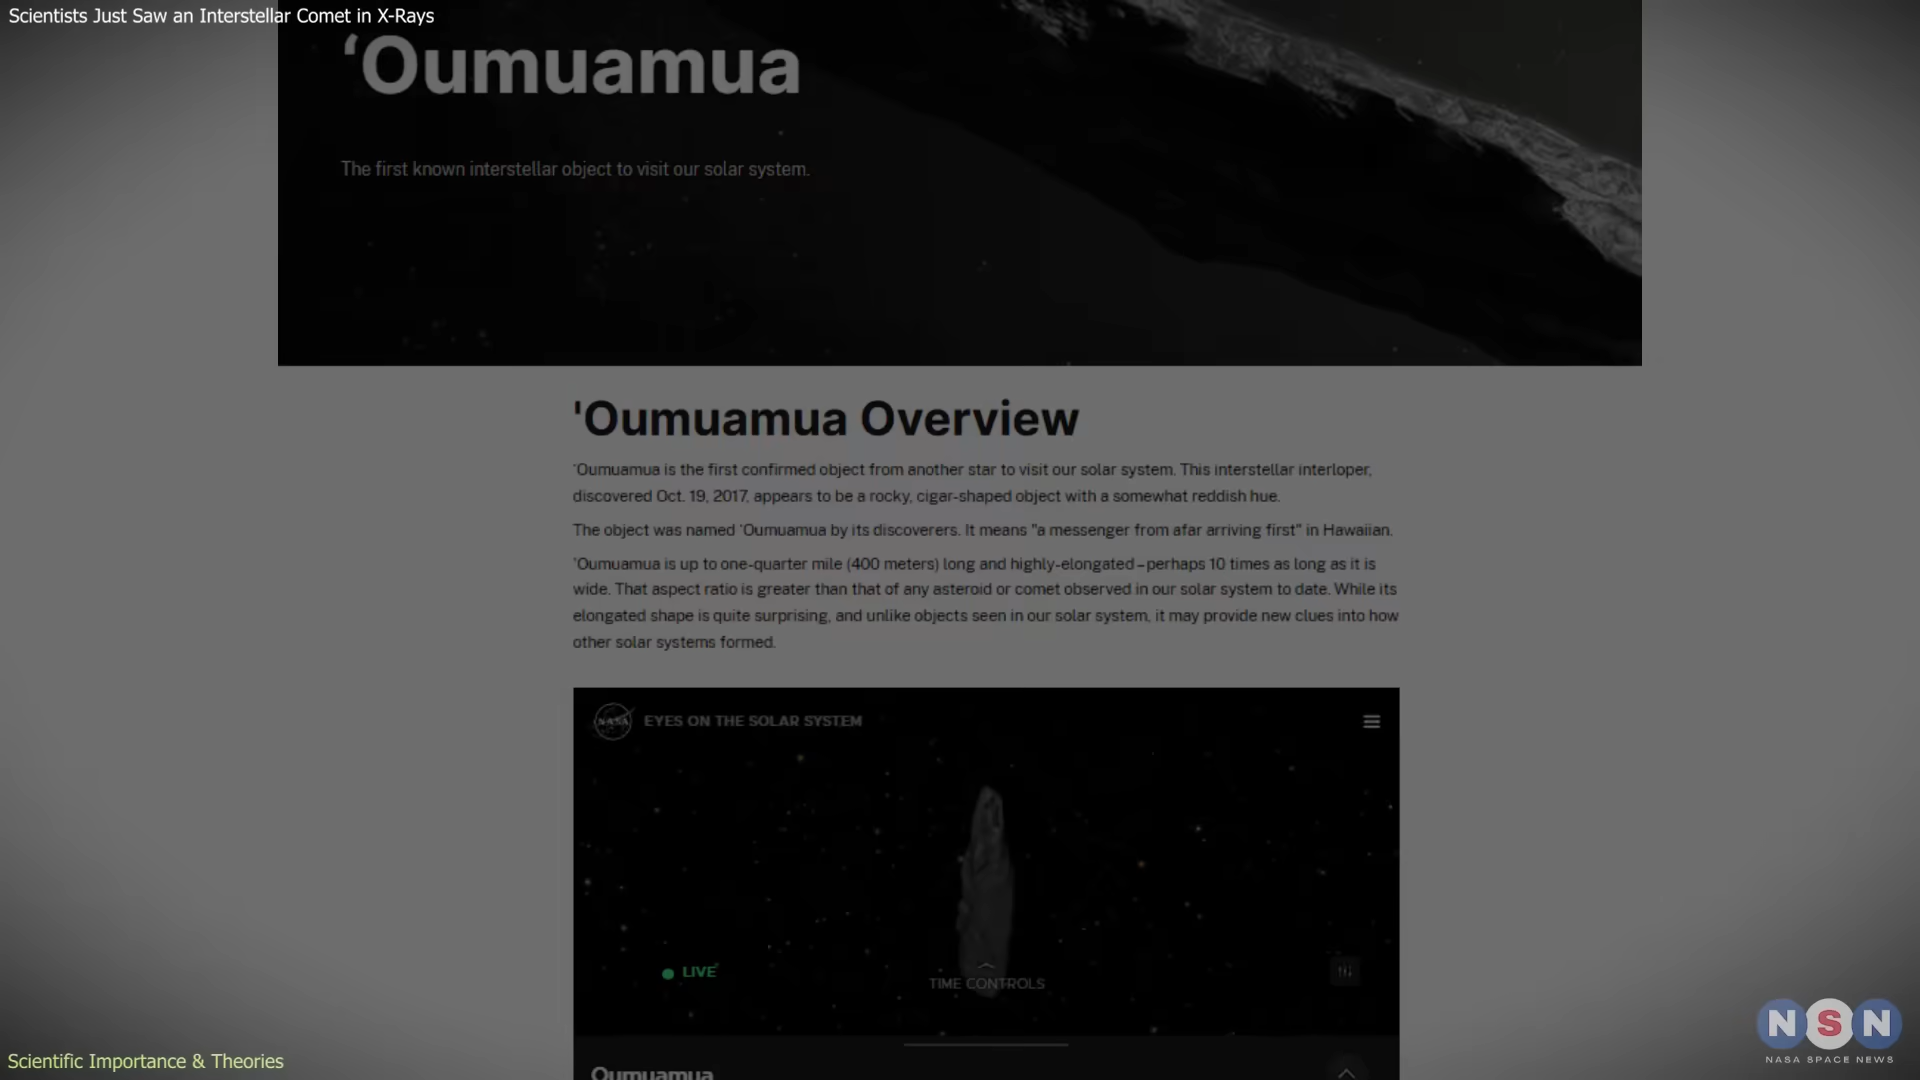 Scientists Just Saw an Interstellar Comet in X-Rays
‘Oumuamua
The first known interstellar object to visit our solar system.
'Oumuamua Overview
'Oumuamua is the first confirmed object from another star to visit our solar system. This interstellar interloper,
discovered Oct. 19, 2017, appears to be a rocky, cigar-shaped object with a somewhat reddish hue.
The object was named 'Oumuamua by its discoverers. It means "a messenger from afar arriving first" in Hawaiian.
'Oumuamua is up to one-quarter mile (400 meters) long and highly-elongated–perhaps 10 times as long as it is
wide. That aspect ratio is greater than that of any asteroid or comet observed in our solar system to date. While its
elongated shape is quite surprising, and unlike objects seen in our solar system, it may provide new clues into how
other solar systems formed.
NASA
EYES ON THE SOLAR SYSTEM
LIVE
TIME CONTROLS
Oumuamua
NSN
NASA SPACE NEWS
Scientific Importance & Theories